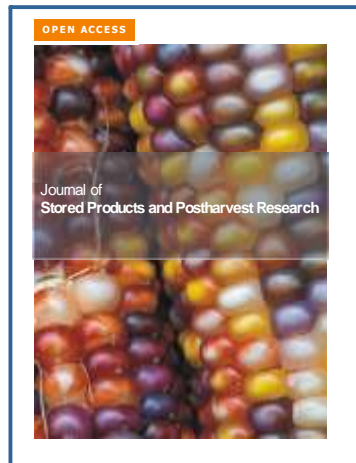 OPEN ACCESS
Journal of
Stored Products and Postharvest Research